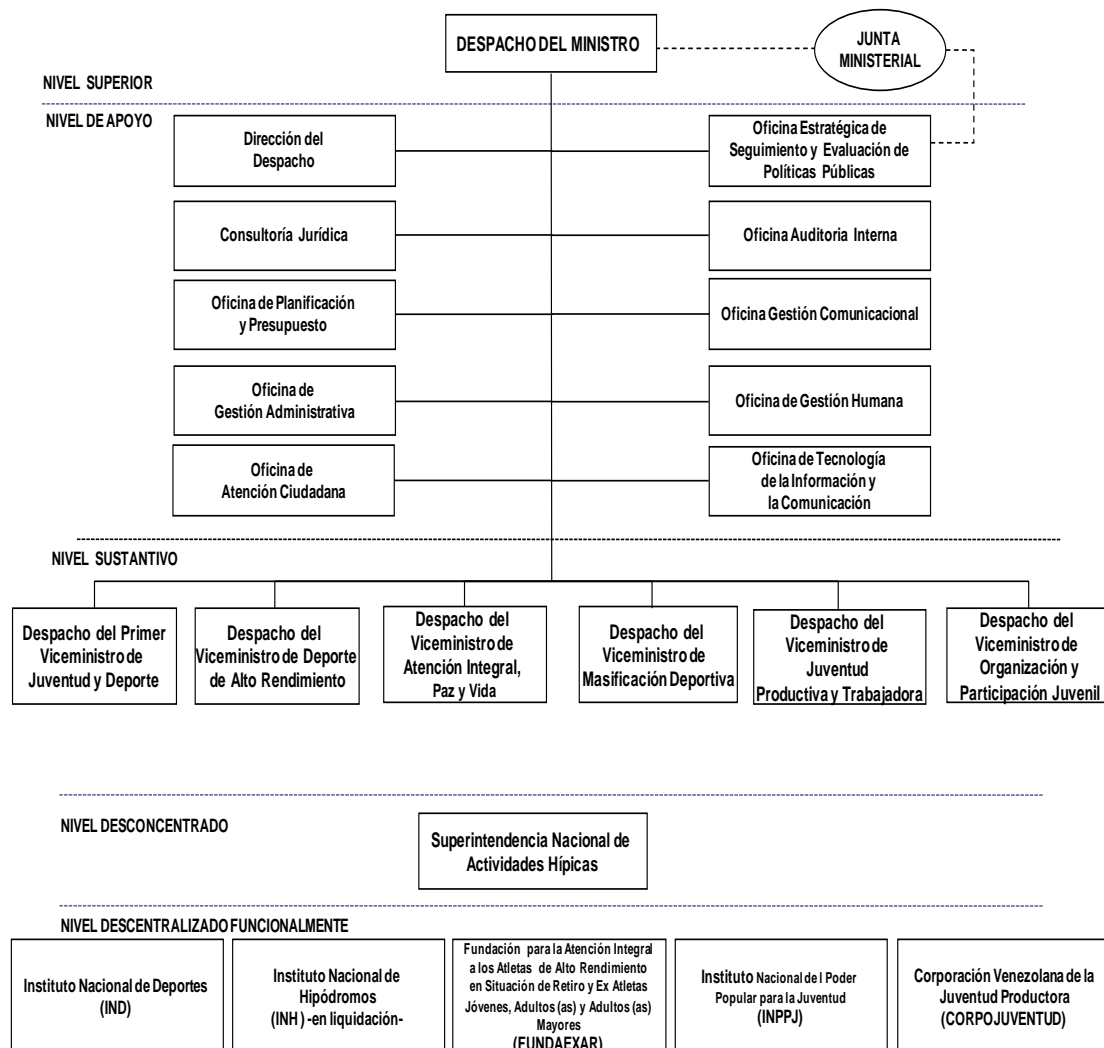 DESPACHO DEL MINISTRO
JUNTA
MINISTERIAL
NIVEL SUPERIOR
NIVEL DE APOYO
Dirección del
Despacho
Oficina Estratégica de
Seguimiento y Evaluación de
Políticas Públicas
Consultoría Jurídica
Oficina Auditoria Interna
Oficina de Planificación
y Presupuesto
Oficina Gestión Comunicacional
Oficina de
Gestión Administrativa
Oficina de Gestión Humana
Oficina de
Atención Ciudadana
Oficina de Tecnología
de la Información y
la Comunicación
NIVEL SUSTANTIVO
Despacho del Primer
Viceministro de
Juventud y Deporte
Despacho del
Viceministro de Deporte
de Alto Rendimiento
Despacho del
Viceministro de
Atención Integral,
Paz y Vida
Despacho del
Viceministro de
Masificación Deportiva
Despacho del
Viceministro de
Juventud
Productiva y Trabajadora
Despacho del
Viceministro de
Organización y
Participación Juvenil
NIVEL DESCONCENTRADO
Superintendencia Nacional de
Actividades Hípicas
NIVEL DESCENTRALIZADO FUNCIONALMENTE
Instituto Nacional de Deportes
(IND)
Instituto Nacional de
Hipódromos
(INH ) -en liquidación-
Fundación para la Atención Integral
a los Atletas de Alto Rendimiento
en Situación de Retiro y Ex Atletas
Jóvenes, Adultos (as) y Adultos (as)
Mayores
(FUNDAEXAR)
Instituto Nacional de l Poder
Popular para la Juventud
(INPPJ)
Corporación Venezolana de la
Juventud Productora
(CORPOJUVENTUD)